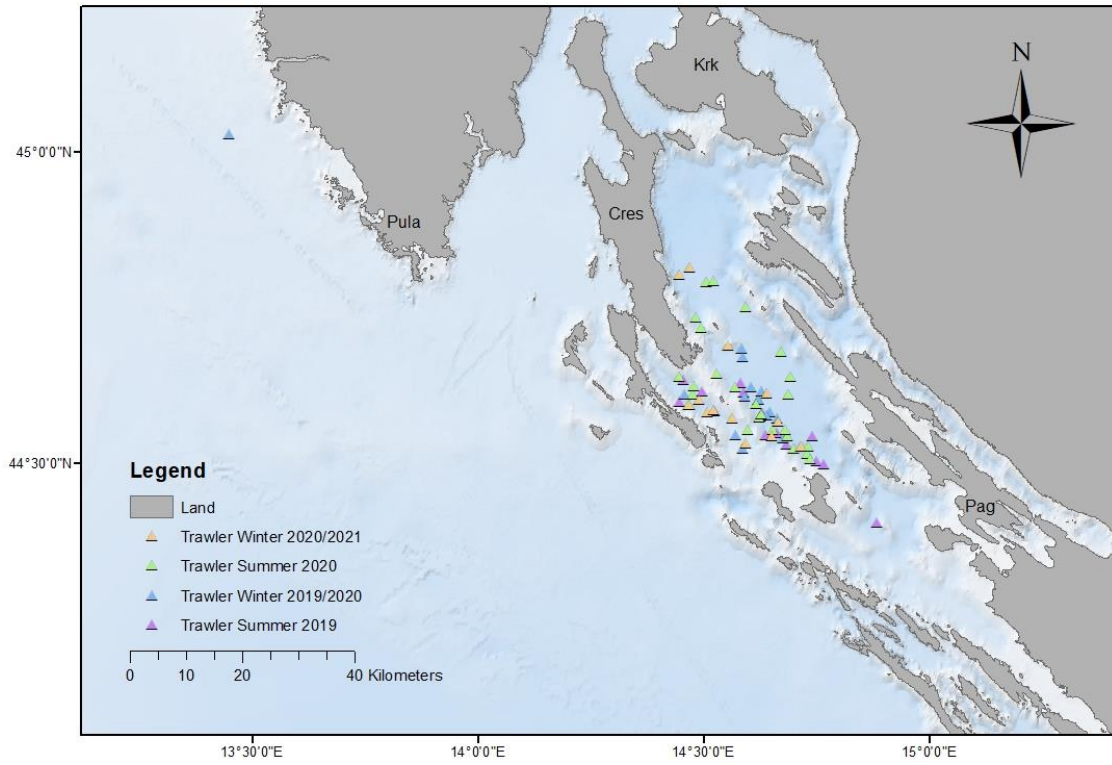 Krk
N
45°0'0"N
Pula
Cres
44°30'0"N
Pag
Legend
Land
Trawler Winter 2020/2021
Trawler Summer 2020
Trawler Winter 2019/2020
Trawler Summer 2019
0 10 20 40 Kilometers
13°30'0"E 14°0'0"E 14°30'0"E 15°0'0"E